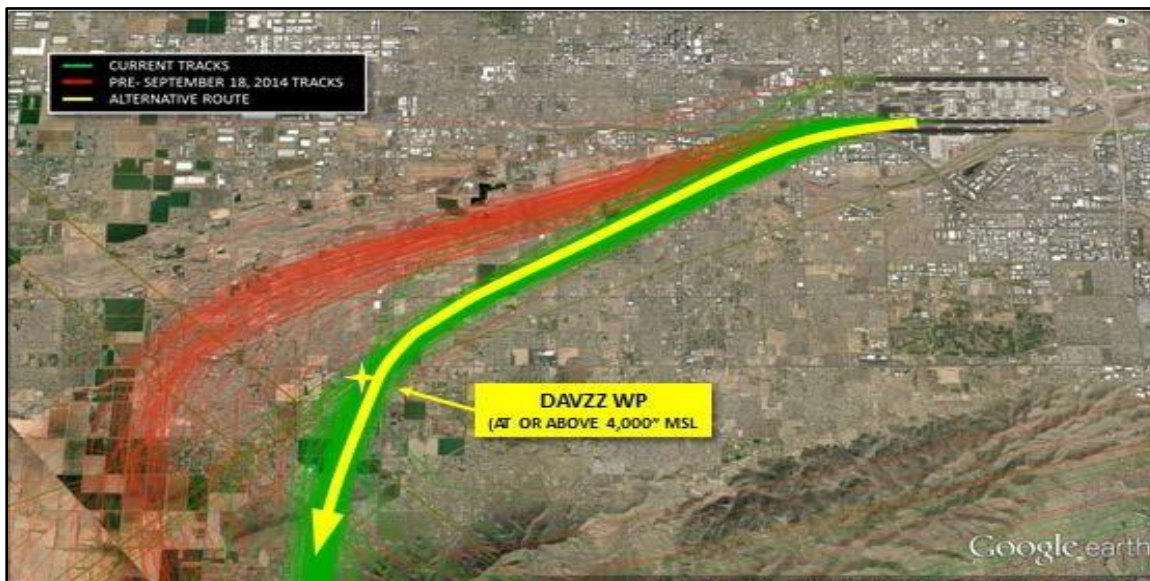 CURRENT TRACKS
PRE- SEPTEMBER 18, 2014 TRACKS
ALTERNATIVE ROUTE
DAVZZ WP
(AT OR ABOVE 4,000" MSL
Google earth